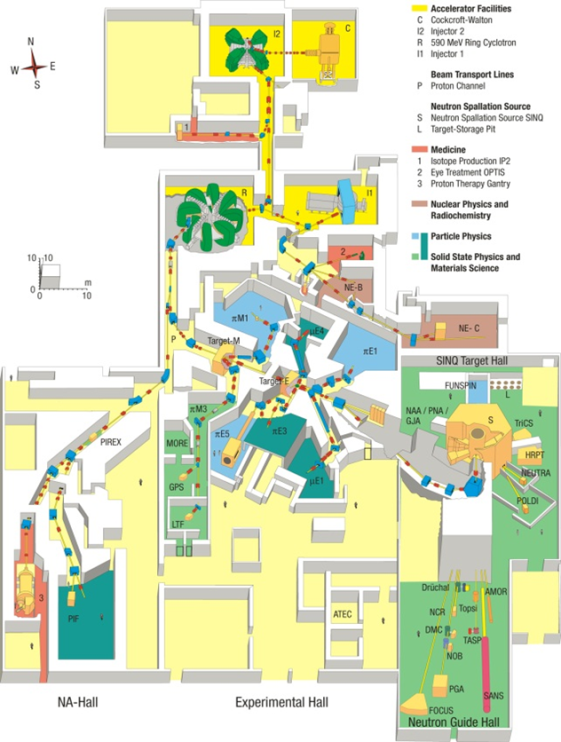 N
W E
S
I2
C
1
R
I1
2
NE-B
NE- C
10 10
0 m
0 10
P
πM1
Target-M
μE4
πE1
Target-E
πM3
πE5
πE3
μE1
MORE
GPS
LTF
PIREX
3
PIF
ATEC
SINQ Target Hall
FUNSPIN
L
NAA / PNA /
GJA
S
TriCS
HRPT
NEUTRA
POLDI
Drüchal
AMOR
NCR
Topsi
DMC
TASP
NOB
PGA
SANS
FOCUS
Neutron Guide Hall
NA-Hall
Experimental Hall
Accelerator Facilities
C Cockcroft-Walton
I2 Injector 2
R 590 MeV Ring Cyclotron
I1 Injector 1
Beam Transport Lines
P Proton Channel
Neutron Spallation Source
S Neutron Spallation Source SINQ
L Target-Storage Pit
Medicine
1 Isotope Production IP2
2 Eye Treatment OPTIS
3 Proton Therapy Gantry
Nuclear Physics and
Radiochemistry
Particle Physics
Solid State Physics and
Materials Science